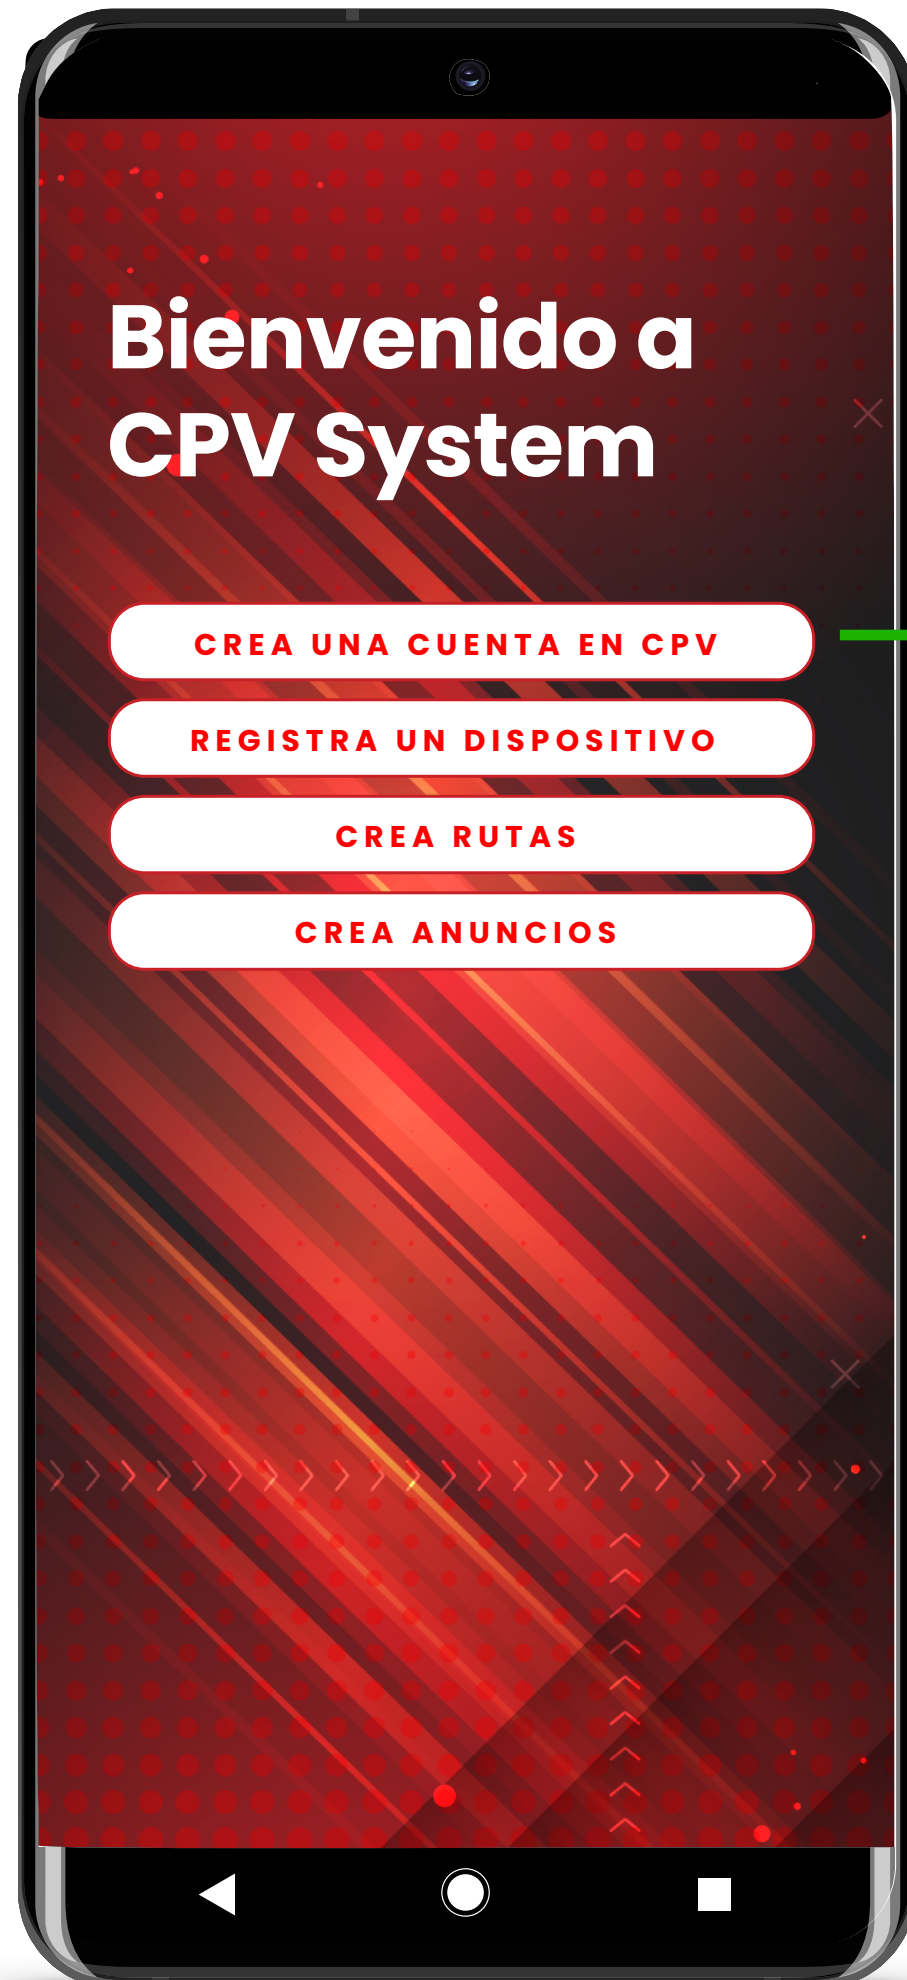 Bienvenido a
CPV System
CREA UNA CUENTA EN CPV
REGISTRA UN DISPOSITIVO
CREA RUTAS
CREA ANUNCIOS